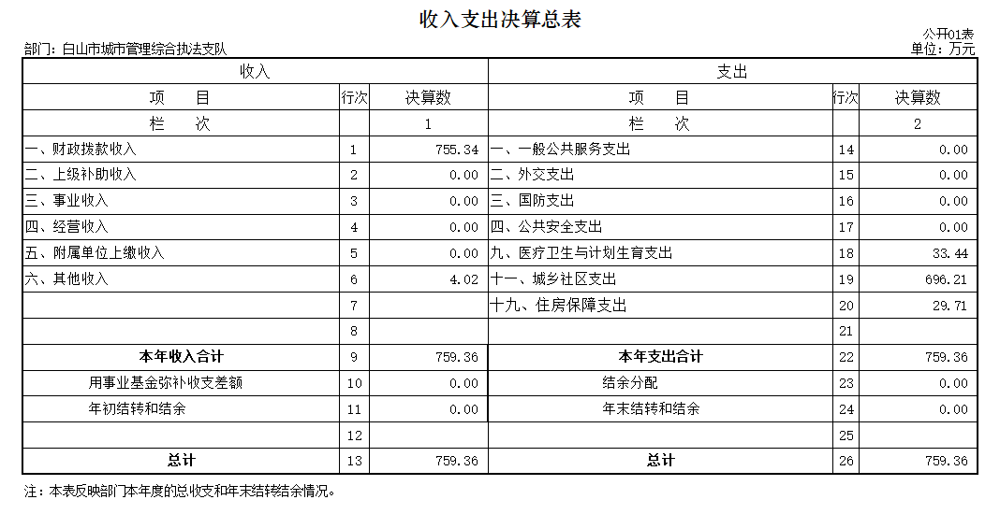 收入支出决算总表
公开01表
部门：白山市城市管理综合执法支队 单位：万元
收入 支出
项 目 行次 决算数 项 目 行次 决算数
栏 次 1 栏 次 2
一、财政拨款收入 1 755.34 一、一般公共服务支出 14 0.00
二、上级补助收入 2 0.00 二、外交支出 15 0.00
三、事业收入 3 0.00 三、国防支出 16 0.00
四、经营收入 4 0.00 四、公共安全支出 17 0.00
五、附属单位上缴收入 5 0.00 九、医疗卫生与计划生育支出 18 33.44
六、其他收入 6 4.02 十一、城乡社区支出 19 696.21
7 十九、住房保障支出 20 29.71
8 21
本年收入合计 9 759.36 本年支出合计 22 759.36
用事业基金弥补收支差额 10 0.00 结余分配 23 0.00
年初结转和结余 11 0.00 年末结转和结余 24 0.00
12 25
总计 13 759.36 总计 26 759.36
注：本表反映部门本年度的总收支和年末结转结余情况。